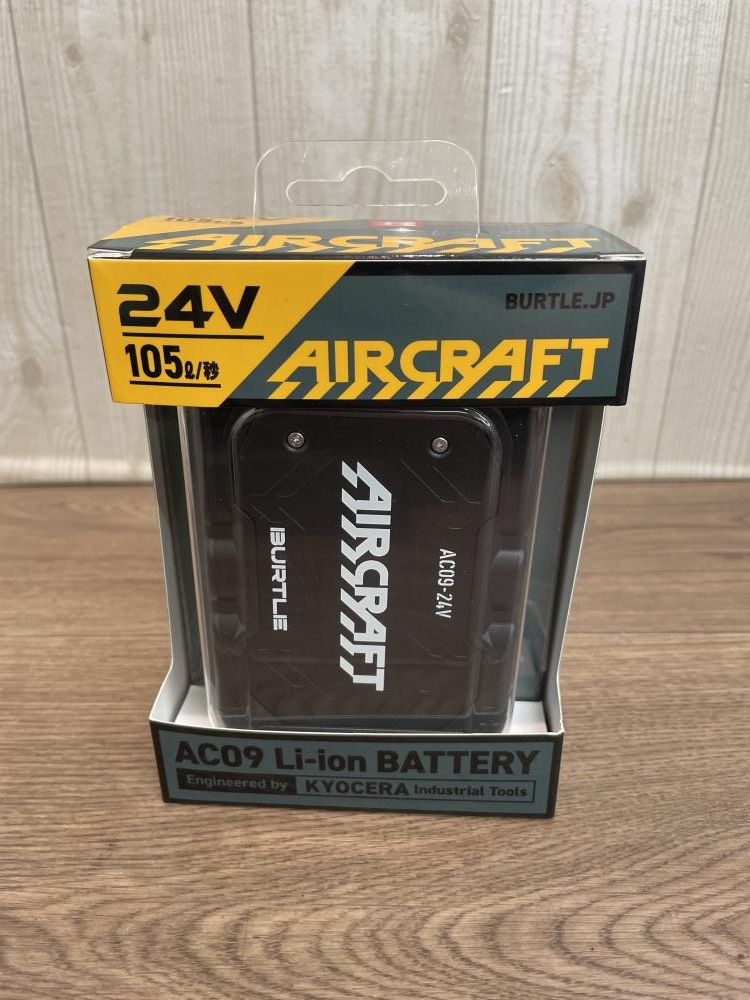 AIRCRAFT
24V
105ℓ/秒
BURTLE.JP
AIRCRAFT
AIRCRAFT
BURTLE
AC09-24V
AC09 Li-ion BATTERY
Engineered by KYOCERA Industrial Tools